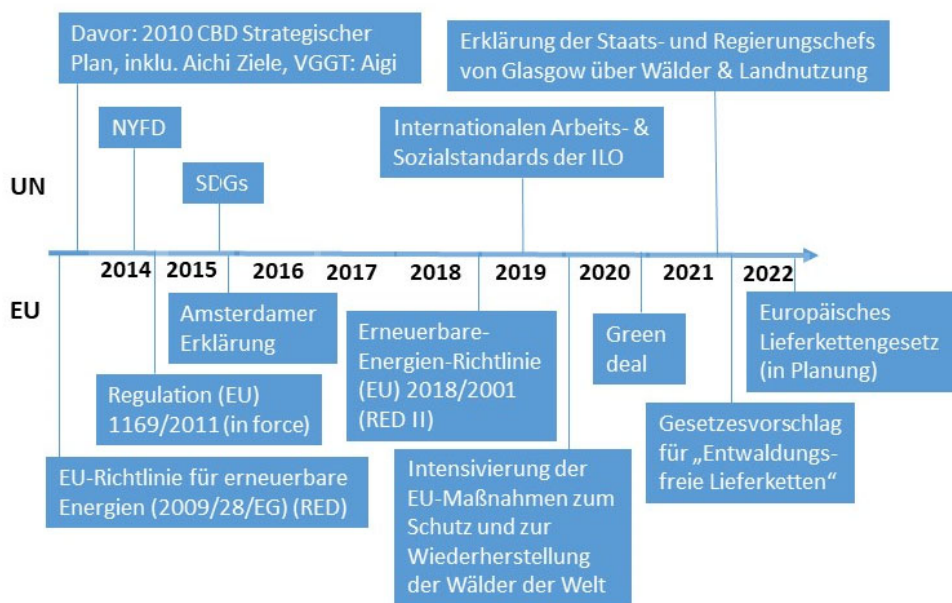 Davor: 2010 CBD Strategischer
Plan, inklu. Aichi Ziele, VGGT: Aigi
Erklärung der Staats- und Regierungschefs
von Glasgow über Wälder & Landnutzung
NYFD
Internationalen Arbeits- &
Sozialstandards der ILO
SDGs
UN
2014 2015 2016 2017 2018 2019 2020 2021 2022
EU
Amsterdamer
Erklärung
Erneuerbare-
Energien-Richtlinie
(EU) 2018/2001
(RED II)
Green
deal
Europäisches
Lieferkettengesetz
(in Planung)
Regulation (EU)
1169/2011 (in force)
Gesetzesvorschlag
für „Entwaldungs-
freie Lieferketten“
EU-Richtlinie für erneuerbare
Energien (2009/28/EG) (RED)
Intensivierung der
EU-Maßnahmen zum
Schutz und zur
Wiederherstellung
der Wälder der Welt